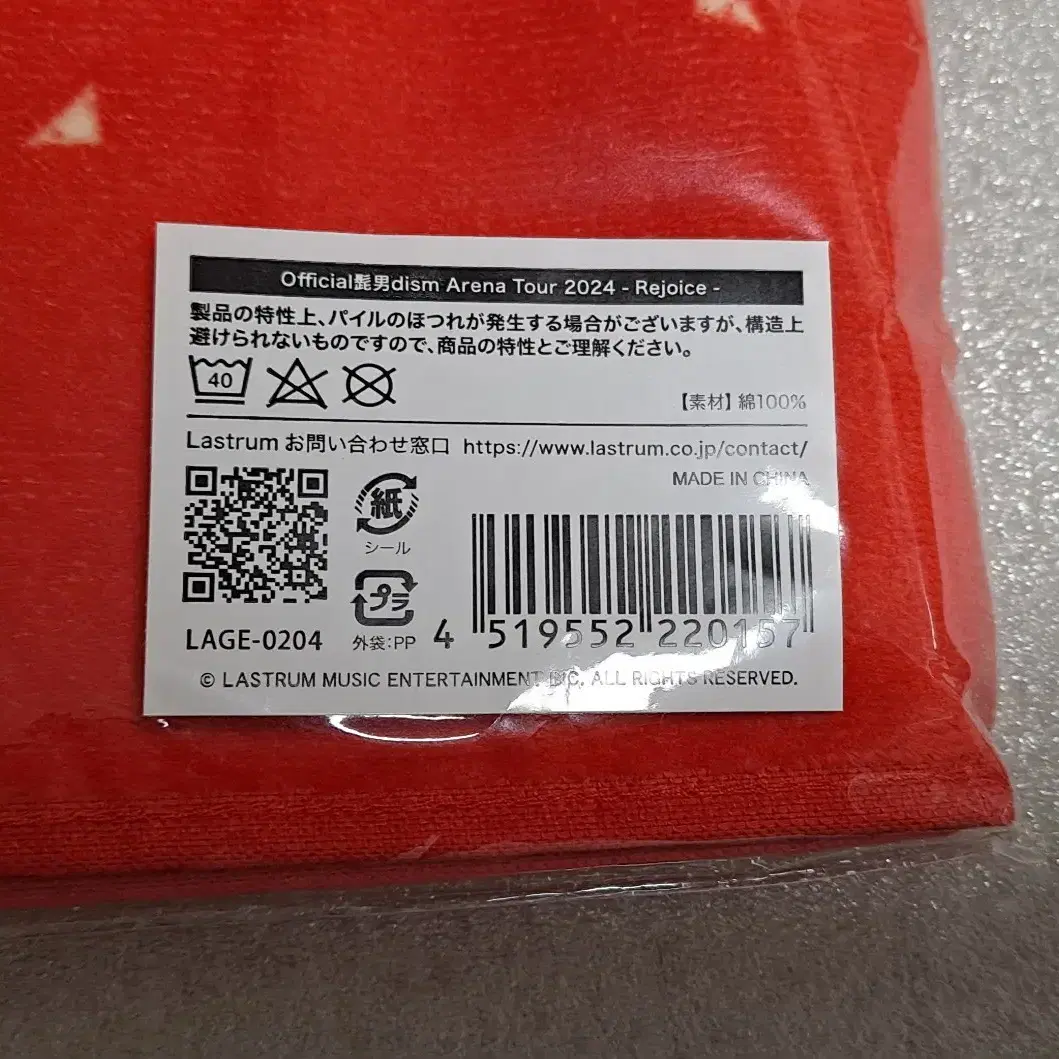 Official髭男dism Arena Tour 2024 - Rejoice -
製品の特性上、パイルのほつれが発生する場合がございますが、構造上
避けられないものですので、商品の特性とご理解ください。
40
【素材】綿100%
Lastrum お問い合わせ窓口 https://www.lastrum.co.jp/contact/
MADE IN CHINA
紙
シール
プラ
LAGE-0204
外袋:PP
4 519552 220157
© LASTRUM MUSIC ENTERTAINMENT INC. ALL RIGHTS RESERVED.